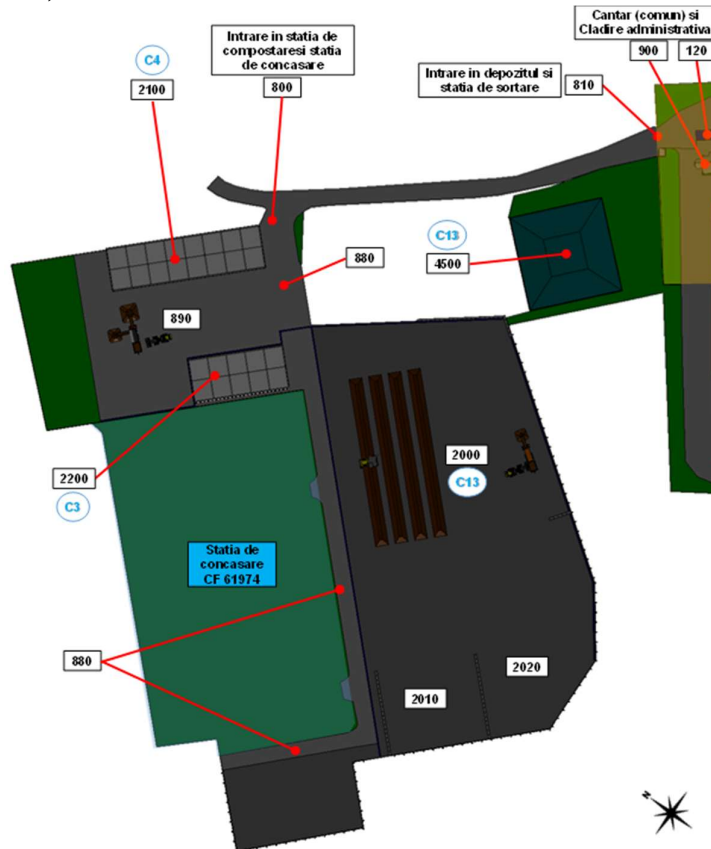 Cantar (comun) si
Cladire administrativa
900
120
Intrare in statia de
compostaresi statia
de concasare
800
C4
2100
Intrare in depozitul si
statia de sortare
810
C13
4500
880
890
2200
C3
2000
C13
Statia de
concasare
CF 61974
880
2010
2020
N